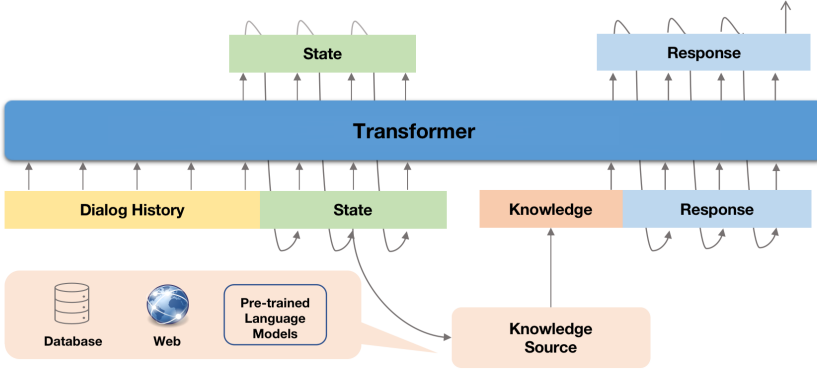 State
Response
Transformer
Dialog History
State
Knowledge
Response
Pre-trained
Language
Models
Database
Web
Knowledge
Source